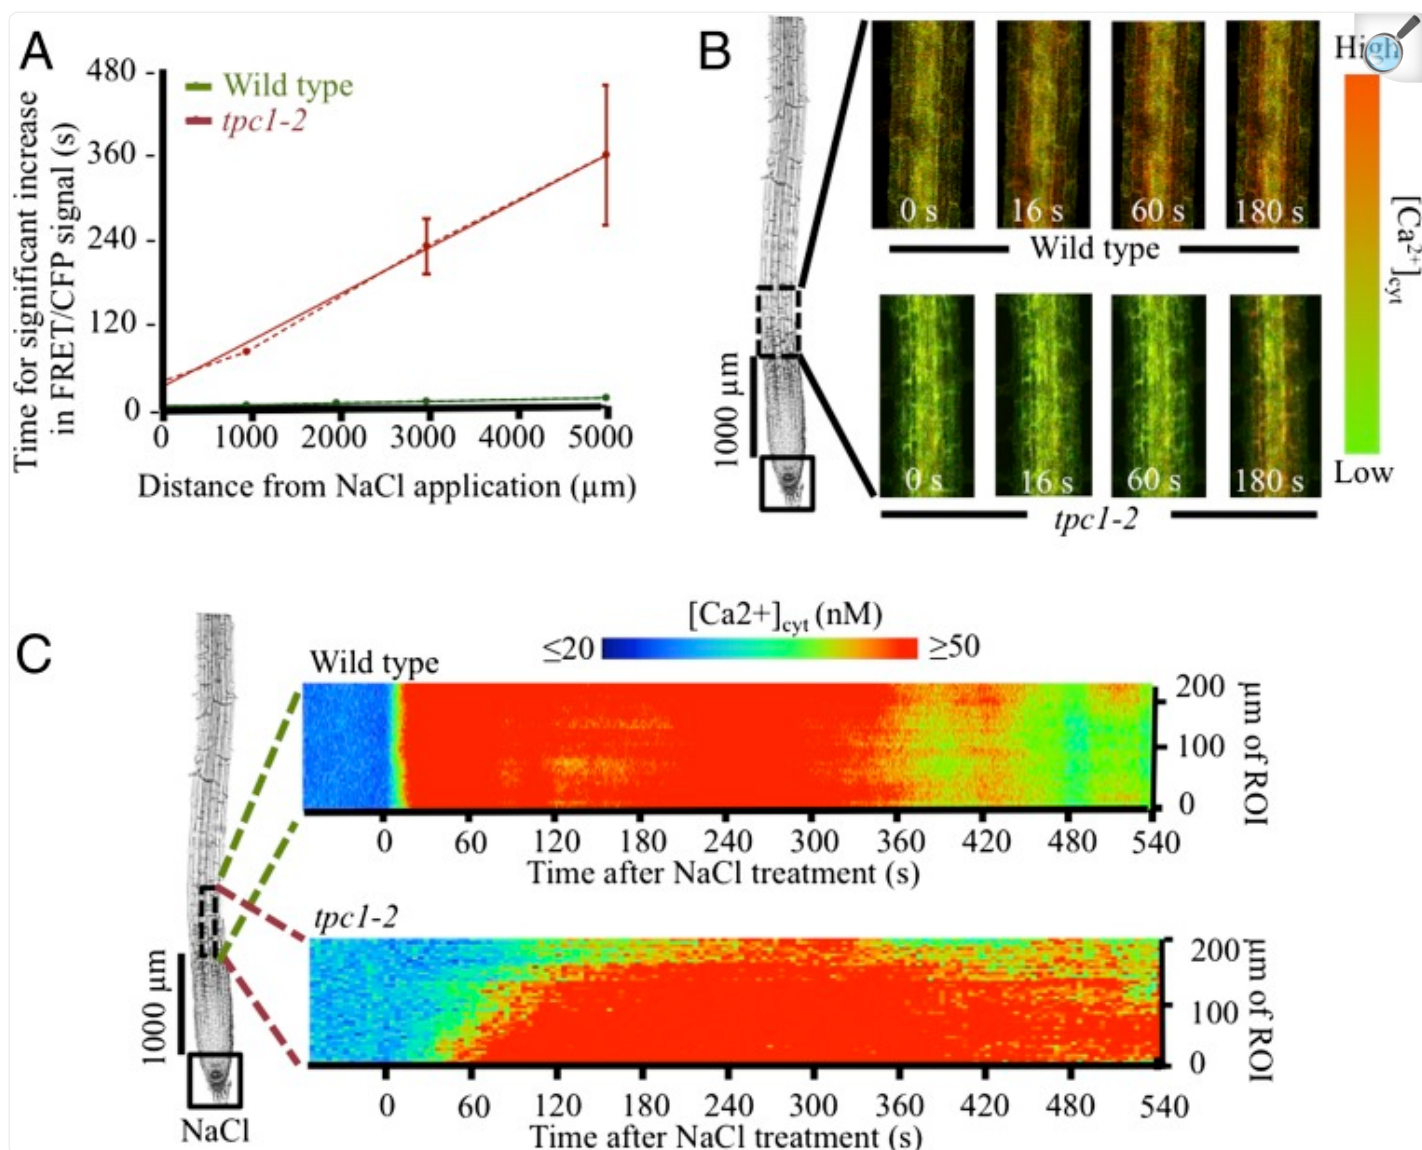 A
Time for significant increase
in FRET/CFP signal (s)
480
360
240
120
0
Wild type
tpc1-2
0 1000 2000 3000 4000 5000
Distance from NaCl application (µm)
B
1000 µm
0 s 16 s 60 s 180 s
Wild type
0 s 16 s 60 s 180 s
tpc1-2
High
[Ca²⁺]cyt
Low
C
[Ca2+]cyt (nM)
≤20 ≥50
Wild type
200
100
0
µm of ROI
0 60 120 180 240 300 360 420 480 540
Time after NaCl treatment (s)
tpc1-2
200
100
0
µm of ROI
0 60 120 180 240 300 360 420 480 540
Time after NaCl treatment (s)
1000 µm
NaCl